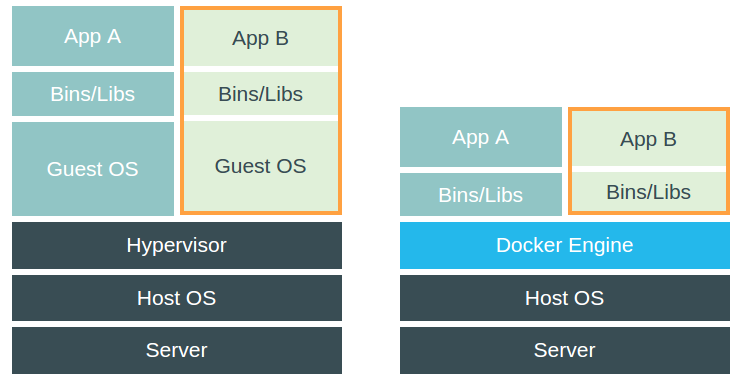 App A
App B
Bins/Libs
Bins/Libs
Guest OS
Guest OS
Hypervisor
Host OS
Server
App A
App B
Bins/Libs
Bins/Libs
Docker Engine
Host OS
Server